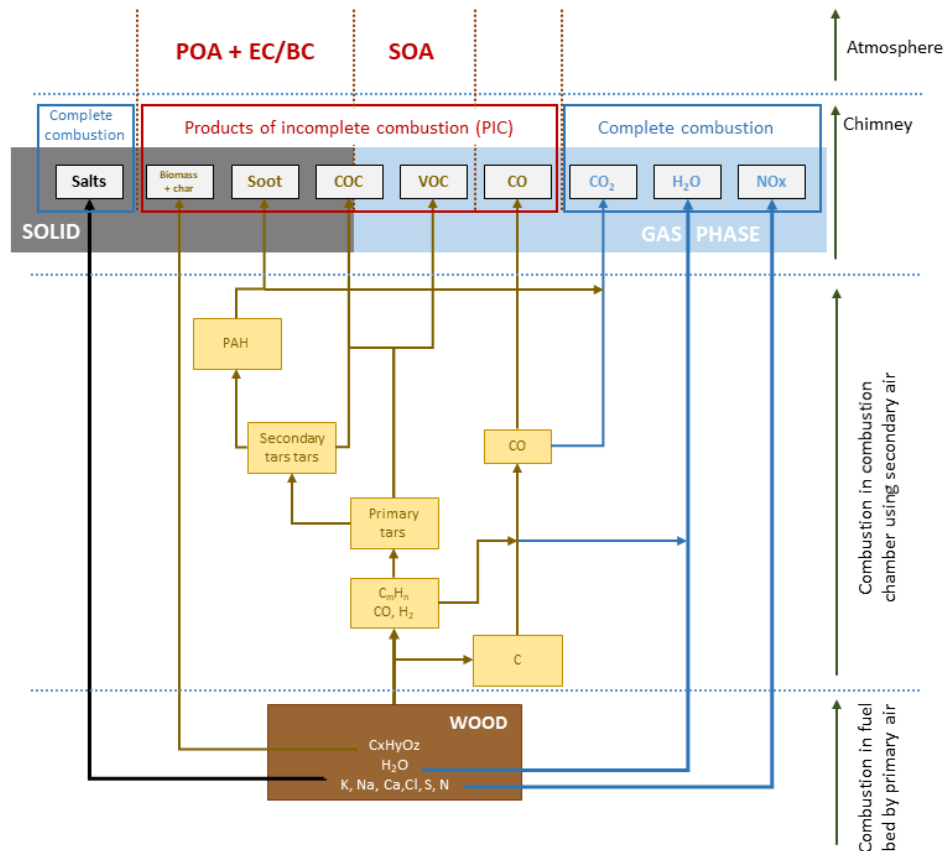 POA + EC/BC
SOA
Atmosphere
Complete
combustion
Products of incomplete combustion (PIC)
Complete combustion
Chimney
Salts
Biomass
+ char
Soot
COC
VOC
CO
CO₂
H₂O
NOx
SOLID
GAS PHASE
PAH
Secondary
tars tars
CO
Primary
tars
CₘHₙ
CO, H₂
C
Combustion in combustion
chamber using secondary air
WOOD
CxHyOz
H₂O
K, Na, Ca,Cl, S, N
Combustion in fuel
bed by primary air